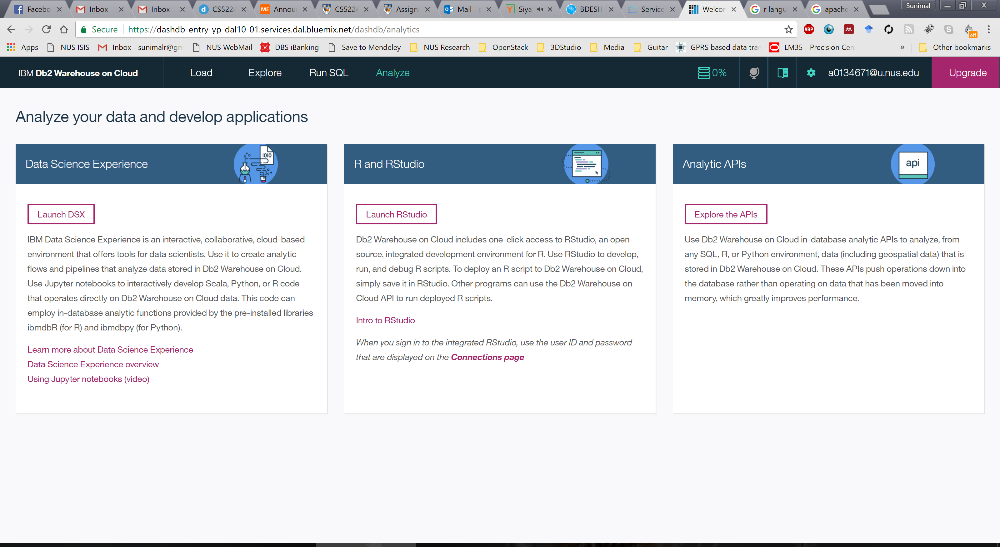 Facebo Inbox - Inbox - CS5224 Annou CS5224 Assign Mail - s Siya BDESH Service Welcor r langu apache Sunimal
Secure https://dashdb-entry-yp-dal10-01.services.dal.bluemix.net/dashdb/analytics ABP off
Apps NUS ISIS Inbox - sunimalr@gm NUS WebMail DBS iBanking Save to Mendeley NUS Research OpenStack 3DStudio Media Guitar GPRS based data tran LM35 - Precision Cen » Other bookmarks
IBM Db2 Warehouse on Cloud Load Explore Run SQL Analyze 0% a0134671@u.nus.edu Upgrade
Analyze your data and develop applications
Data Science Experience
1010
Launch DSX
IBM Data Science Experience is an interactive, collaborative, cloud-based
environment that offers tools for data scientists. Use it to create analytic
flows and pipelines that analyze data stored in Db2 Warehouse on Cloud.
Use Jupyter notebooks to interactively develop Scala, Python, or R code
that operates directly on Db2 Warehouse on Cloud data. This code can
employ in-database analytic functions provided by the pre-installed libraries
ibmdbR (for R) and ibmdbpy (for Python).
Learn more about Data Science Experience
Data Science Experience overview
Using Jupyter notebooks (video)
R and RStudio
Launch RStudio
Db2 Warehouse on Cloud includes one-click access to RStudio, an open-
source, integrated development environment for R. Use RStudio to develop,
run, and debug R scripts. To deploy an R script to Db2 Warehouse on Cloud,
simply save it in RStudio. Other programs can use the Db2 Warehouse on
Cloud API to run deployed R scripts.
Intro to RStudio
When you sign in to the integrated RStudio, use the user ID and password
that are displayed on the Connections page
Analytic APIs
api
Explore the APIs
Use Db2 Warehouse on Cloud in-database analytic APIs to analyze, from
any SQL, R, or Python environment, data (including geospatial data) that is
stored in Db2 Warehouse on Cloud. These APIs push operations down into
the database rather than operating on data that has been moved into
memory, which greatly improves performance.